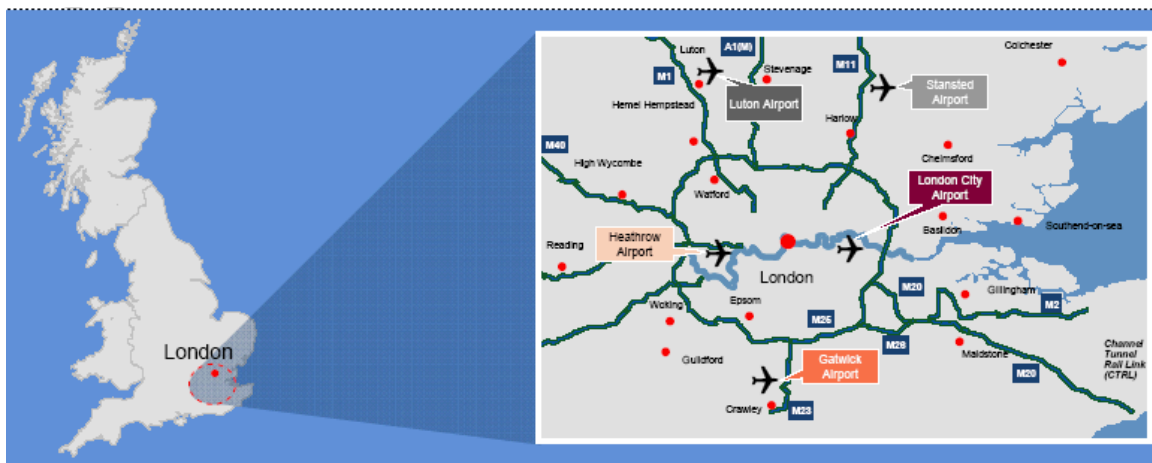 London
Luton
A1(M)
M11
Colchester
M1
Stevenage
Stansted
Airport
Hemel Hempstead
Luton Airport
Harlow
M40
High Wycombe
Chelmsford
Watford
London City
Airport
Basildon
Southend-on-sea
Heathrow
Airport
Reading
London
M20
Gillingham
M2
Woking
Epsom
M25
M26
Guildford
Maidstone
Channel
Tunnel
Rail Link
(CTRL)
Gatwick
Airport
M20
Crawley
M23